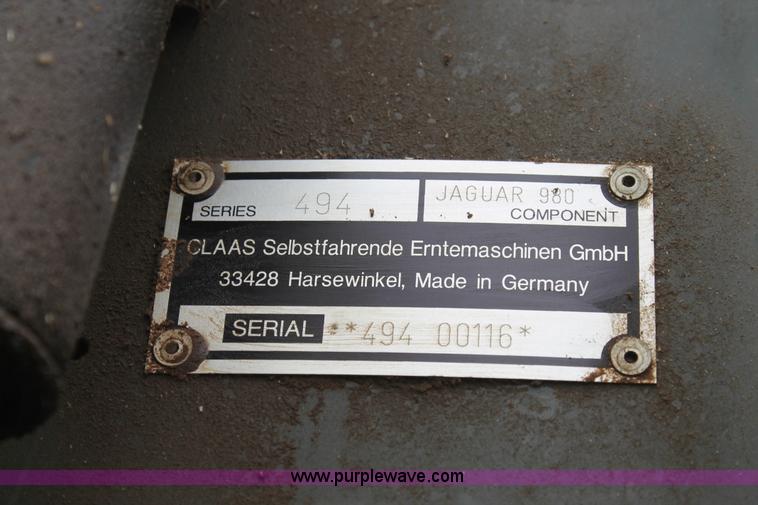 SERIES 494 JAGUAR 980 COMPONENT
CLAAS Selbstfahrende Erntemaschinen GmbH
33428 Harsewinkel, Made in Germany
SERIAL **494 00116*
www.purplewave.com